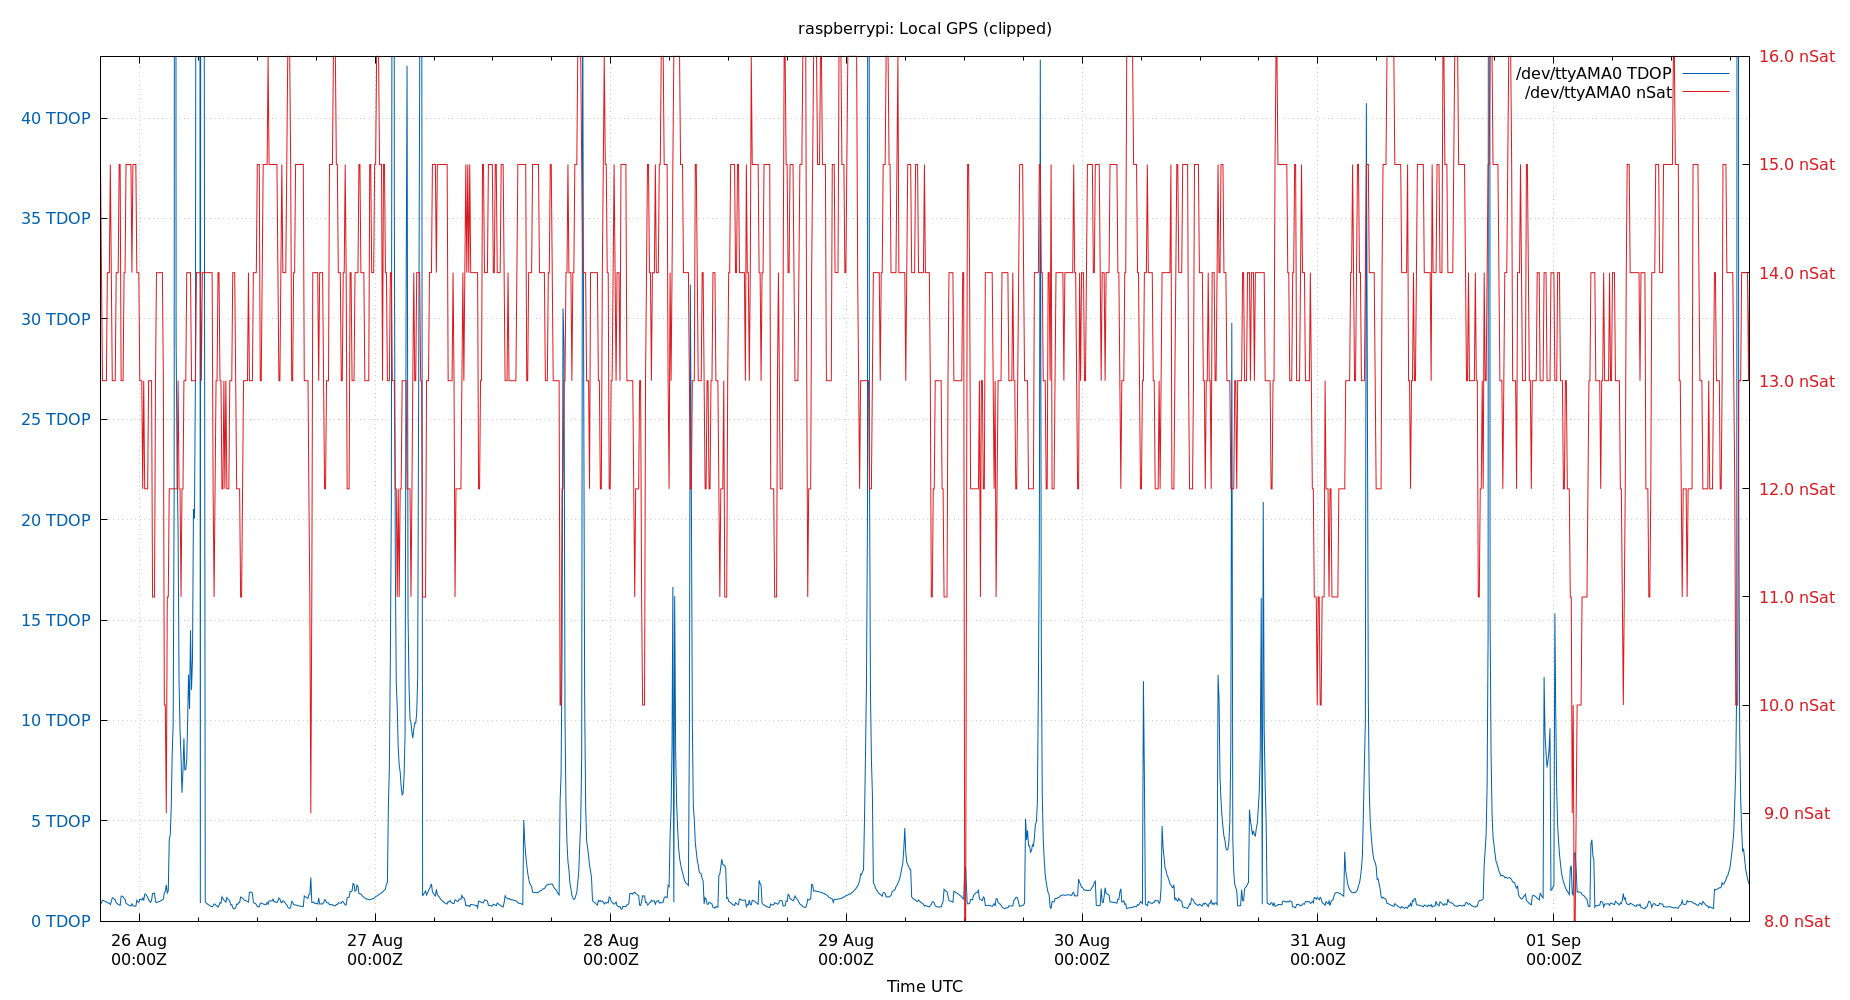 raspberrypi: Local GPS (clipped)
/dev/ttyAMA0 TDOP
/dev/ttyAMA0 nSat
40 TDOP
35 TDOP
30 TDOP
25 TDOP
20 TDOP
15 TDOP
10 TDOP
5 TDOP
0 TDOP
16.0 nSat
15.0 nSat
14.0 nSat
13.0 nSat
12.0 nSat
11.0 nSat
10.0 nSat
9.0 nSat
8.0 nSat
26 Aug
00:00Z
27 Aug
00:00Z
28 Aug
00:00Z
29 Aug
00:00Z
30 Aug
00:00Z
31 Aug
00:00Z
01 Sep
00:00Z
Time UTC